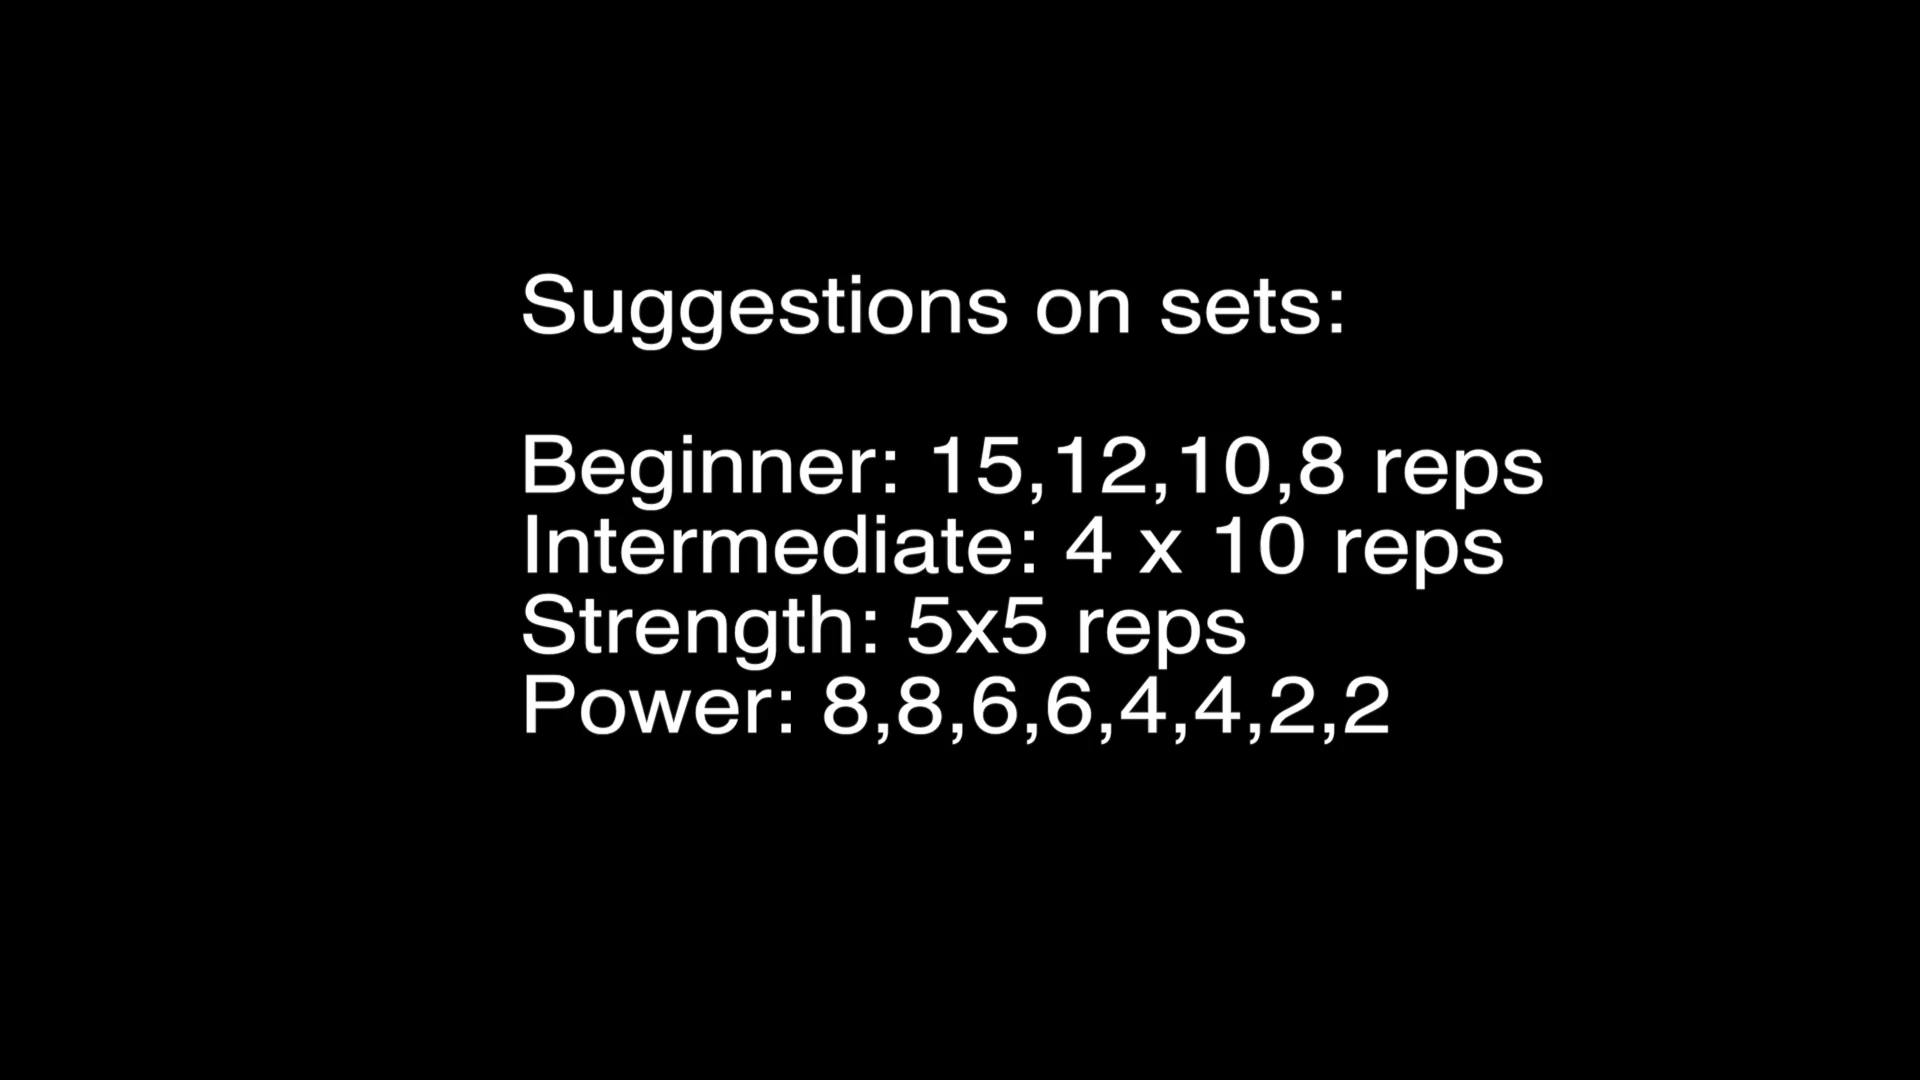 Suggestions on sets:
Beginner: 15,12,10,8 reps
Intermediate: 4 x 10 reps
Strength: 5x5 reps
Power: 8,8,6,6,4,4,2,2